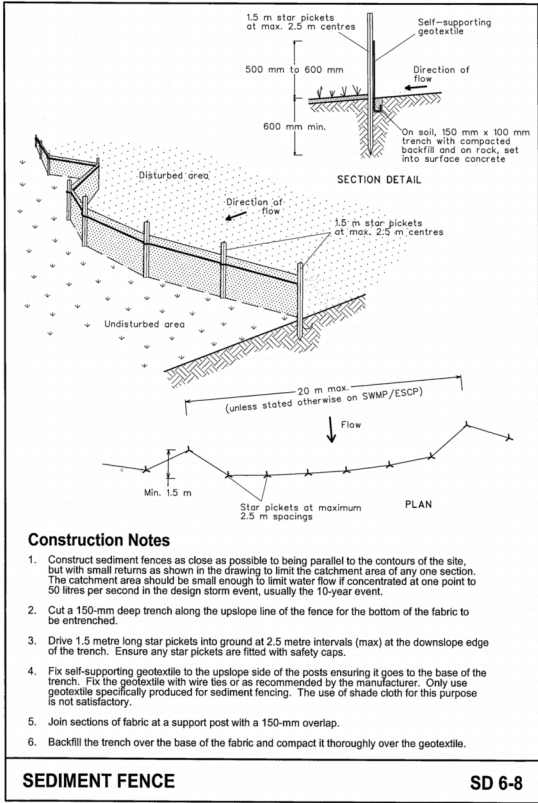 1.5 m star pickets
at max. 2.5 m centres
Self-supporting
geotextile
500 mm to 600 mm
Direction of
flow
600 mm min.
On soil, 150 mm x 100 mm
trench with compacted
backfill and on rock, set
into surface concrete
SECTION DETAIL
Disturbed area
Direction of
flow
1.5 m star pickets
at max. 2.5 m centres
Undisturbed area
20 m max.
(unless stated otherwise on SWMP/ESCP)
Flow
Min. 1.5 m
Star pickets at maximum
2.5 m spacings
PLAN
Construction Notes
1. Construct sediment fences as close as possible to being parallel to the contours of the site,
but with small returns as shown in the drawing to limit the catchment area of any one section.
The catchment area should be small enough to limit water flow if concentrated at one point to
50 litres per second in the design storm event, usually the 10-year event.
2. Cut a 150-mm deep trench along the upslope line of the fence for the bottom of the fabric to
be entrenched.
3. Drive 1.5 metre long star pickets into ground at 2.5 metre intervals (max) at the downslope edge
of the trench. Ensure any star pickets are fitted with safety caps.
4. Fix self-supporting geotextile to the upslope side of the posts ensuring it goes to the base of the
trench. Fix the geotextile with wire ties or as recommended by the manufacturer. Only use
geotextile specifically produced for sediment fencing. The use of shade cloth for this purpose
is not satisfactory.
5. Join sections of fabric at a support post with a 150-mm overlap.
6. Backfill the trench over the base of the fabric and compact it thoroughly over the geotextile.
SEDIMENT FENCE
SD 6-8